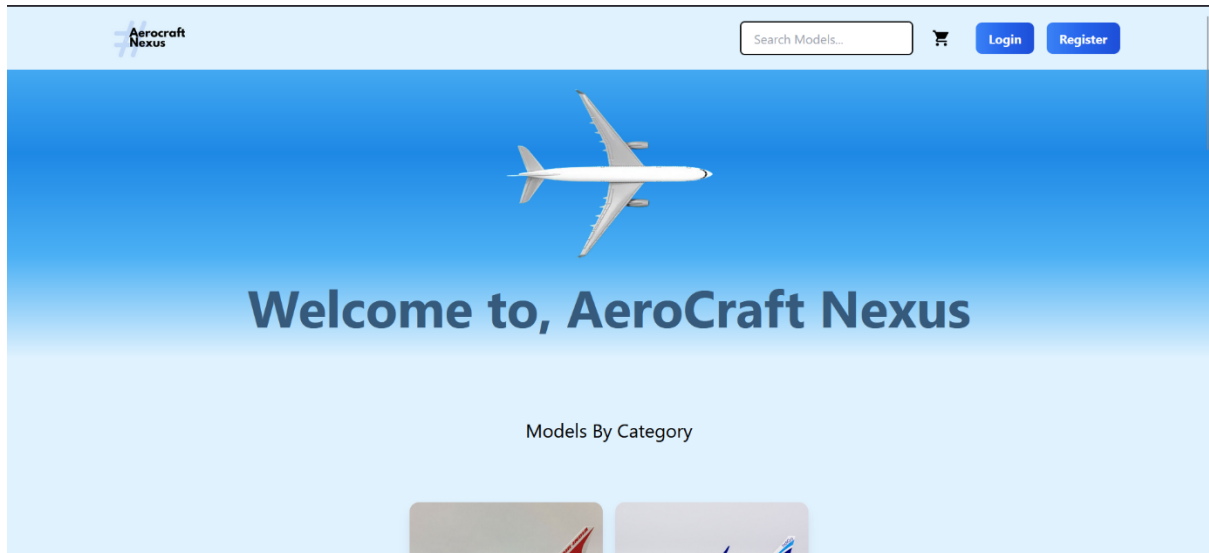 Aerocraft
Nexus
Search Models...
Login
Register
Welcome to, AeroCraft Nexus
Models By Category